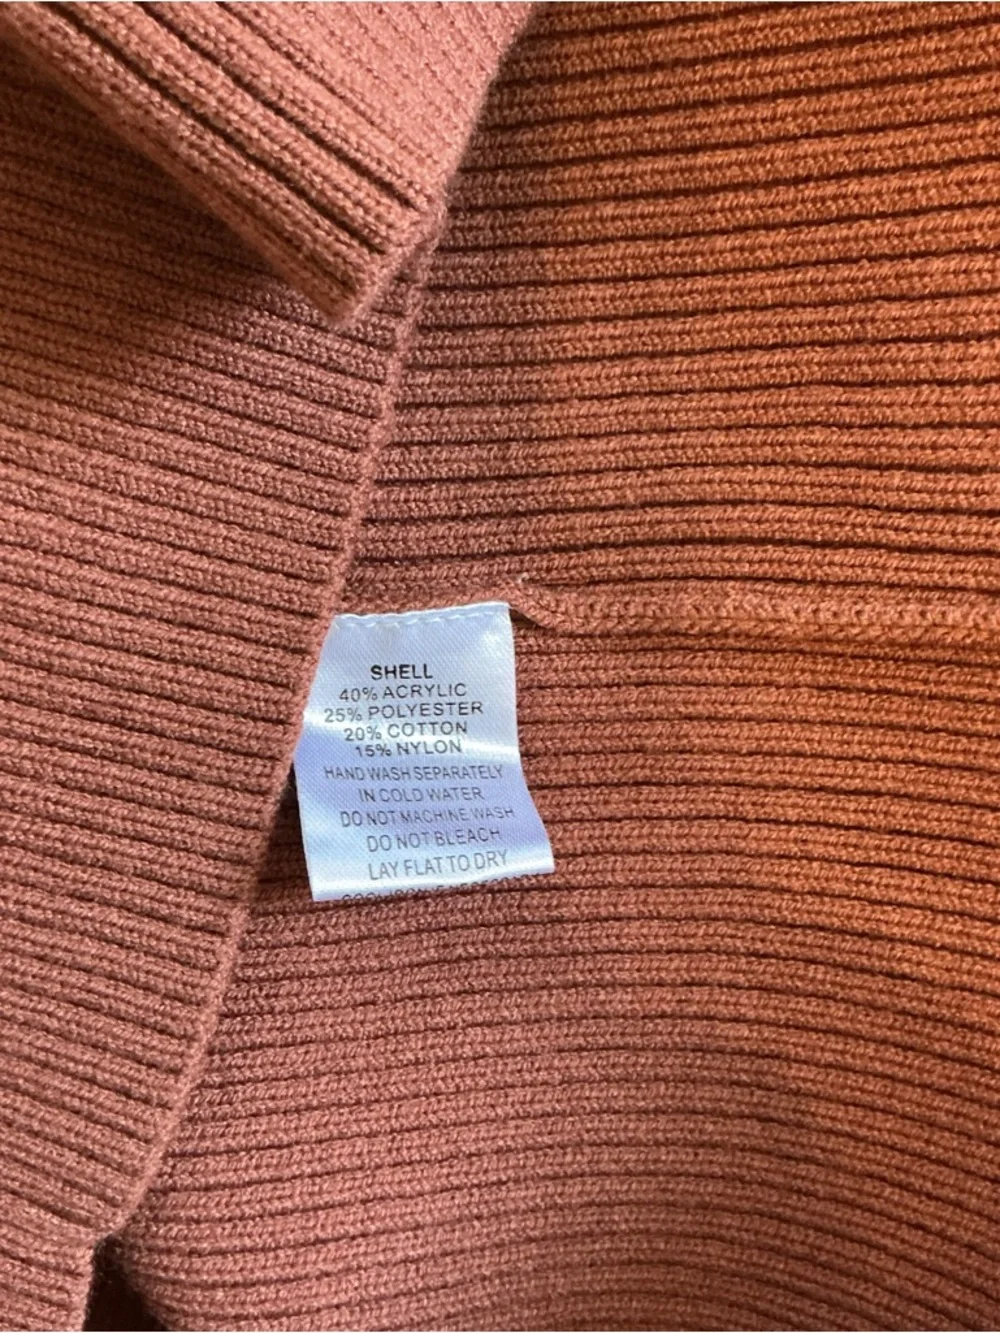 SHELL
40% ACRYLIC
25% POLYESTER
20% COTTON
15% NYLON
HAND WASH SEPARATELY
IN COLD WATER
DO NOT MACHINE WASH
DO NOT BLEACH
LAY FLAT TO DRY